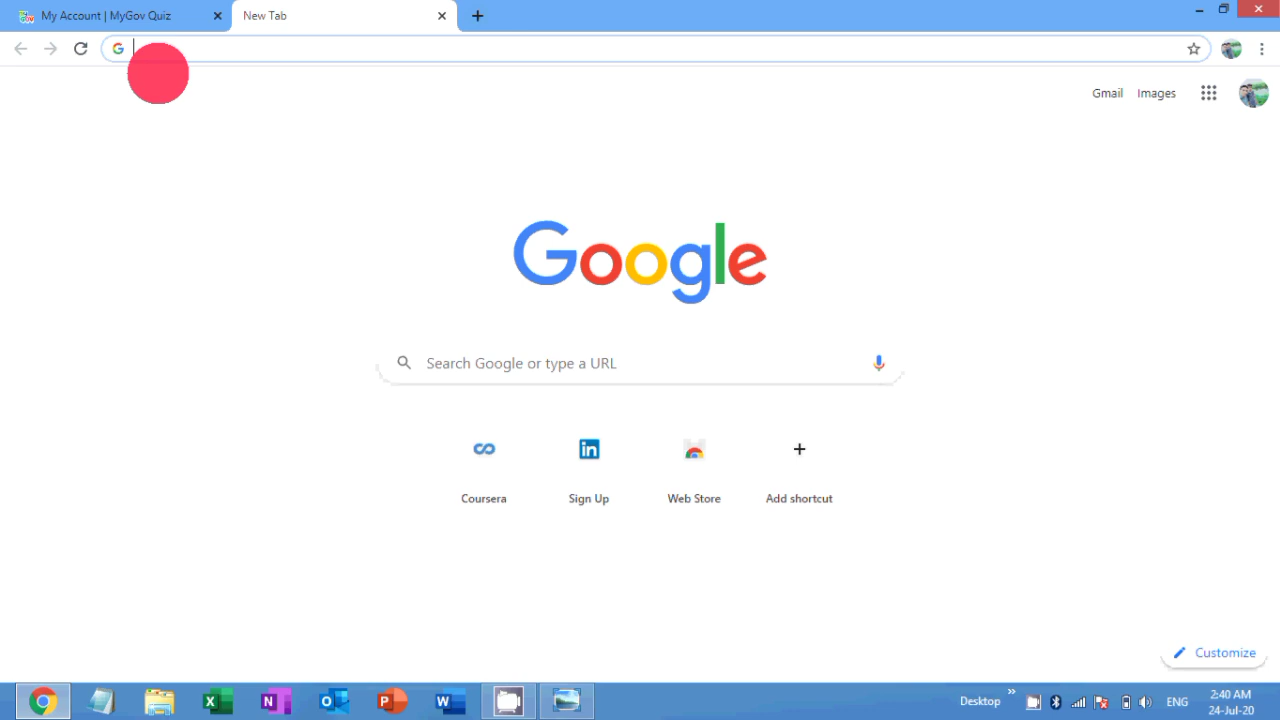 My Account | MyGov Quiz
New Tab
Gmail
Images
Google
Search Google or type a URL
Coursera
Sign Up
Web Store
Add shortcut
Customize
Desktop
ENG
2:40 AM
24-Jul-20